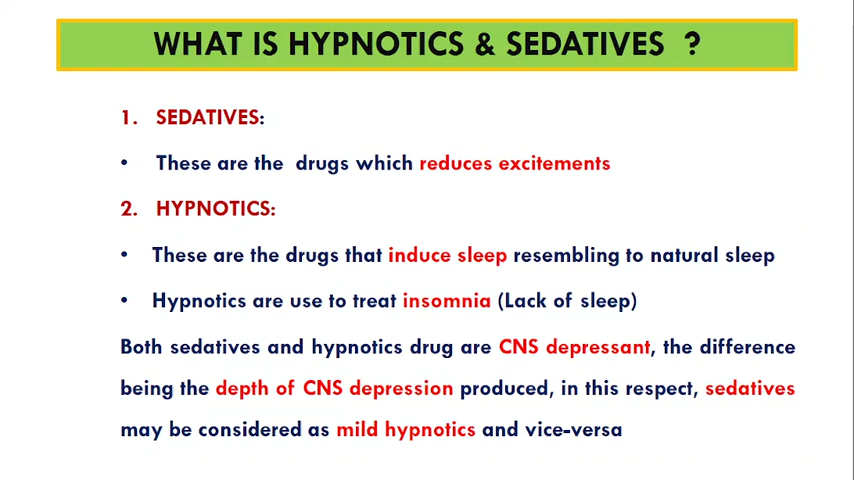 WHAT IS HYPNOTICS & SEDATIVES ?
1. SEDATIVES:
• These are the drugs which reduces excitements
2. HYPNOTICS:
• These are the drugs that induce sleep resembling to natural sleep
• Hypnotics are use to treat insomnia (Lack of sleep)
Both sedatives and hypnotics drug are CNS depressant, the difference
being the depth of CNS depression produced, in this respect, sedatives
may be considered as mild hypnotics and vice-versa